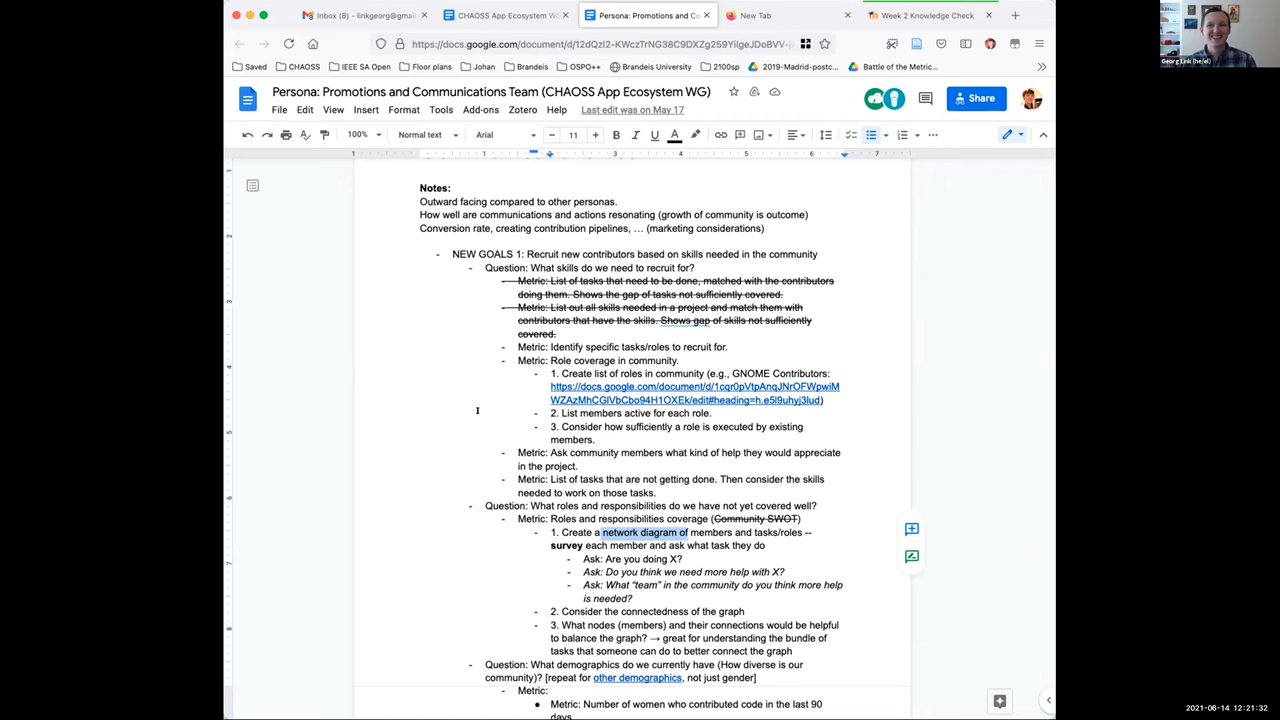 Inbox (8) - linkgeorg@gmail
CHAOSS App Ecosystem WG
Persona: Promotions and Co
New Tab
Week 2 Knowledge Check
Georg Link (he/el)
Saved
CHAOSS
IEEE SA Open
Floor plans
Johan
Brandeis
OSPO++
Brandeis University
2100sp
2019-Madrid-postc...
Battle of the Metric...
Persona: Promotions and Communications Team (CHAOSS App Ecosystem WG)
File Edit View Insert Format Tools Add-ons Zotero Help Last edit was on May 17
Share
100% Normal text Arial 11
Notes:
Outward facing compared to other personas.
How well are communications and actions resonating (growth of community is outcome)
Conversion rate, creating contribution pipelines, … (marketing considerations)
- NEW GOALS 1: Recruit new contributors based on skills needed in the community
- Question: What skills do we need to recruit for?
- Metric: List of tasks that need to be done, matched with the contributors
doing them. Shows the gap of tasks not sufficiently covered.
- Metric: List out all skills needed in a project and match them with
contributors that have the skills. Shows gap of skills not sufficiently
covered.
- Metric: Identify specific tasks/roles to recruit for.
- Metric: Role coverage in community.
- 1. Create list of roles in community (e.g., GNOME Contributors:
- 2. List members active for each role.
- 3. Consider how sufficiently a role is executed by existing
members.
- Metric: Ask community members what kind of help they would appreciate
in the project.
- Metric: List of tasks that are not getting done. Then consider the skills
needed to work on those tasks.
- Question: What roles and responsibilities do we have not yet covered well?
- Metric: Roles and responsibilities coverage (Community SWOT)
- 1. Create a network diagram of members and tasks/roles --
survey each member and ask what task they do
- Ask: Are you doing X?
- Ask: Do you think we need more help with X?
- Ask: What “team” in the community do you think more help
is needed?
- 2. Consider the connectedness of the graph
- 3. What nodes (members) and their connections would be helpful
to balance the graph? → great for understanding the bundle of
tasks that someone can do to better connect the graph
- Question: What demographics do we currently have (How diverse is our
community)? [repeat for other demographics, not just gender]
- Metric:
● Metric: Number of women who contributed code in the last 90
days
2021-06-14 12:21:32